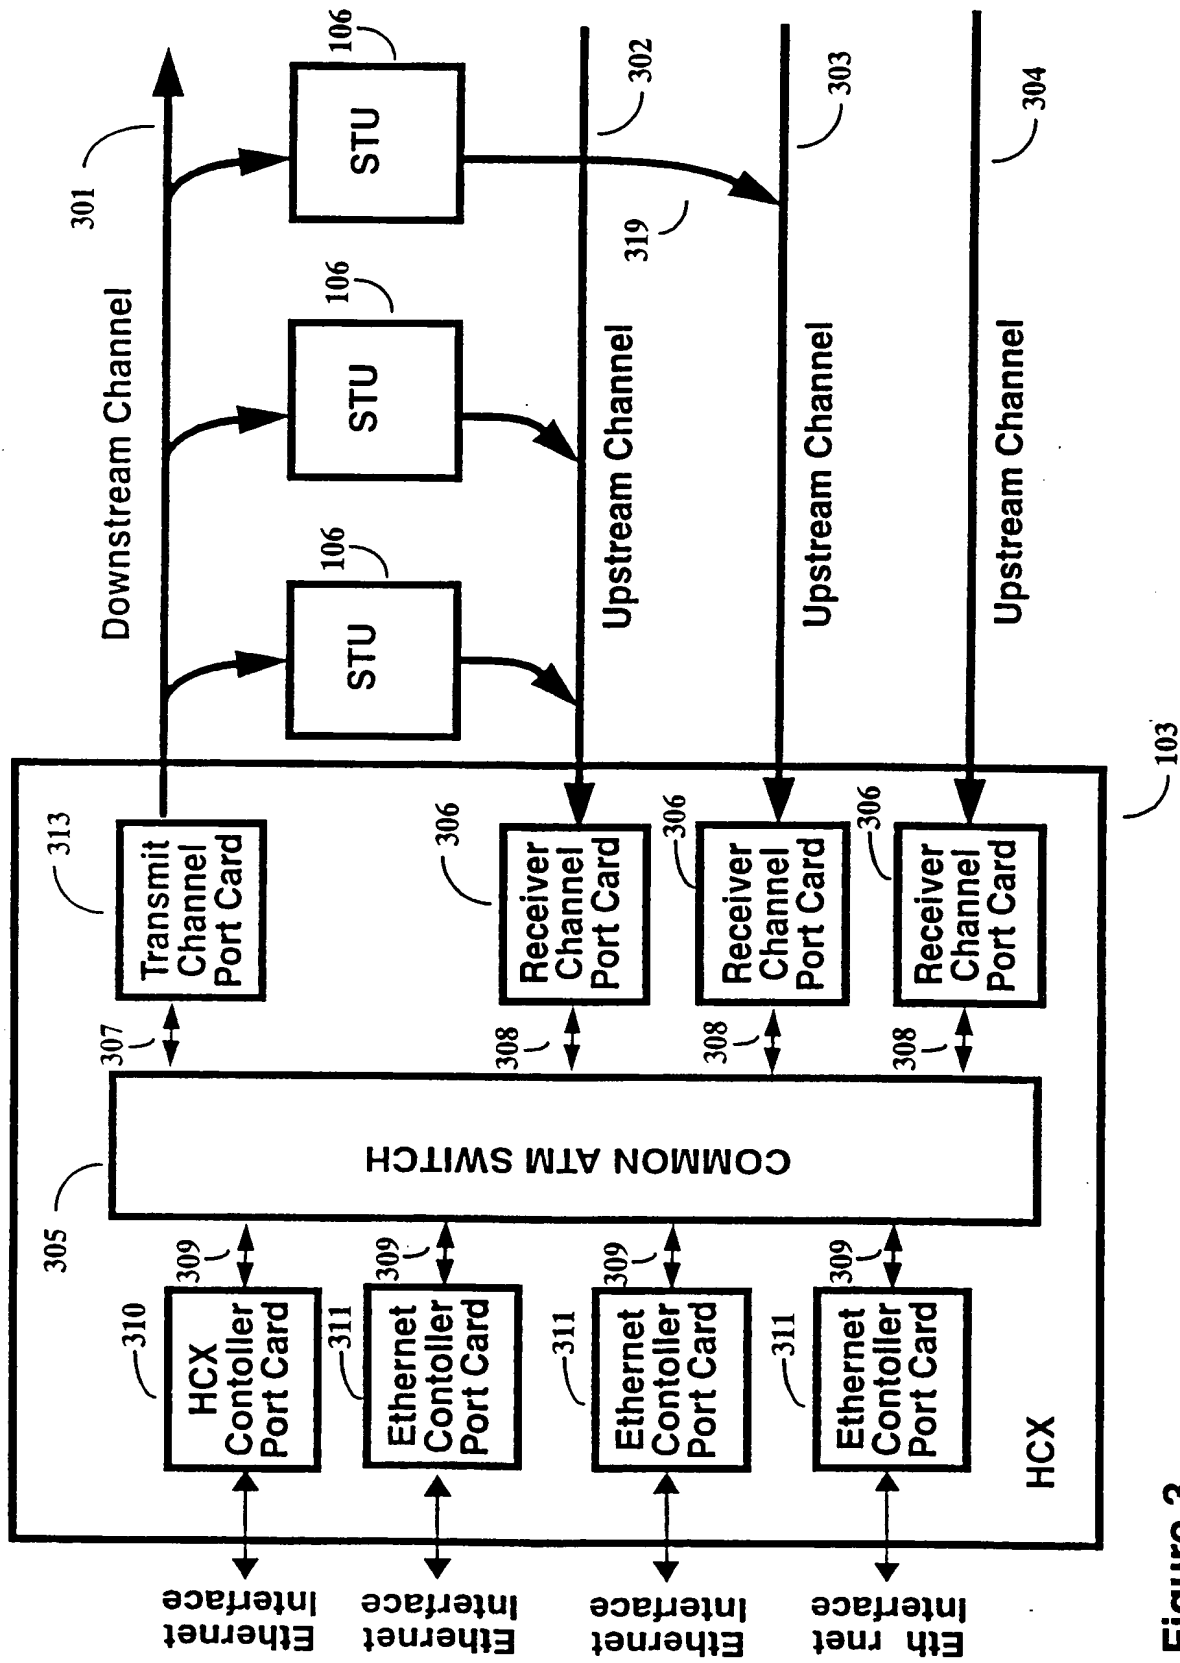 Ethernet
Interface
Ethernet
Interface
Ethernet
Interface
Eth rnet
Interface
310
HCX
Contoller
Port Card
309
311
Ethernet
Contoller
Port Card
309
311
Ethernet
Contoller
Port Card
309
311
Ethernet
Contoller
Port Card
309
HCX
305
COMMON ATM SWITCH
307
313
Transmit
Channel
Port Card
308
306
Receiver
Channel
Port Card
308
306
Receiver
Channel
Port Card
308
306
Receiver
Channel
Port Card
103
Downstream Channel
301
STU
106
STU
106
STU
106
Upstream Channel
302
319
Upstream Channel
303
Upstream Channel
304
Figure 3